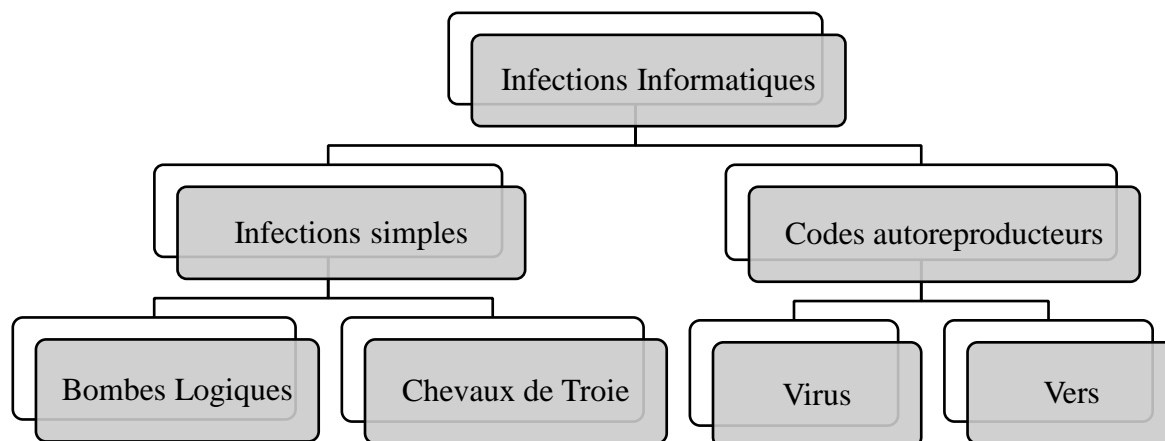 Infections Informatiques
Infections simples
Codes autoreproducteurs
Bombes Logiques
Chevaux de Troie
Virus
Vers